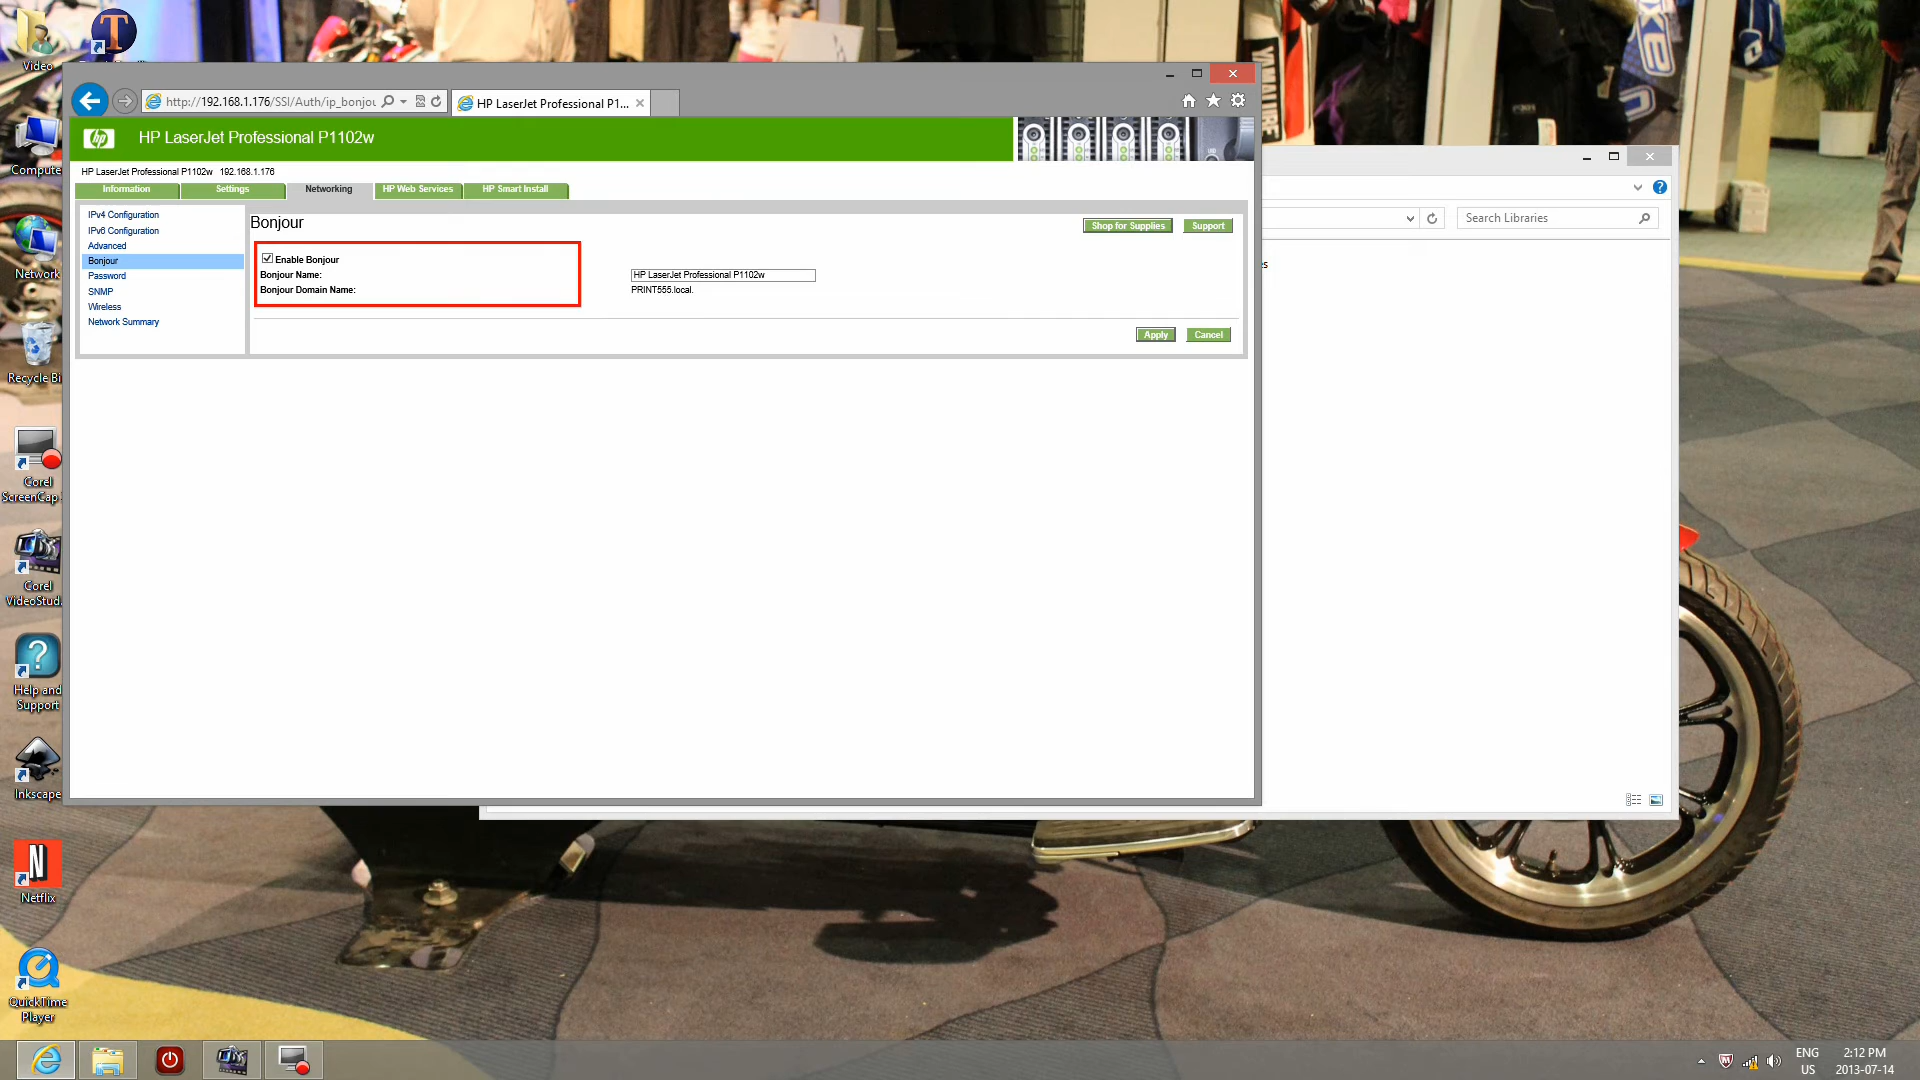 Video
http://192.168.1.176/SSI/Auth/ip_bonjou
HP LaserJet Professional P1...
hp
HP LaserJet Professional P1102w
HP LaserJet Professional P1102w 192.168.1.176
Information
Settings
Networking
HP Web Services
HP Smart Install
IPv4 Configuration
IPv6 Configuration
Advanced
Bonjour
Password
SNMP
Wireless
Network Summary
Bonjour
Shop for Supplies
Support
Enable Bonjour
Bonjour Name:
HP LaserJet Professional P1102w
Bonjour Domain Name:
PRINT555.local.
Apply
Cancel
Search Libraries
es
YAMAHA
Compute
Network
Recycle Bi
Corel
ScreenCap
Corel
VideoStud
Help and
Support
Inkscape
N
Netflix
QuickTime
Player
ENG
US
2:12 PM
2013-07-14